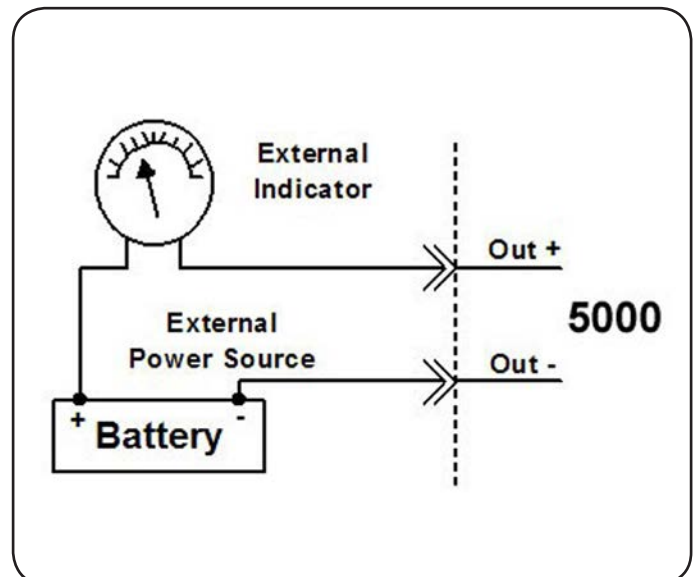 External
Indicator
Out +
5000
External
Power Source
Out -
+ -
Battery